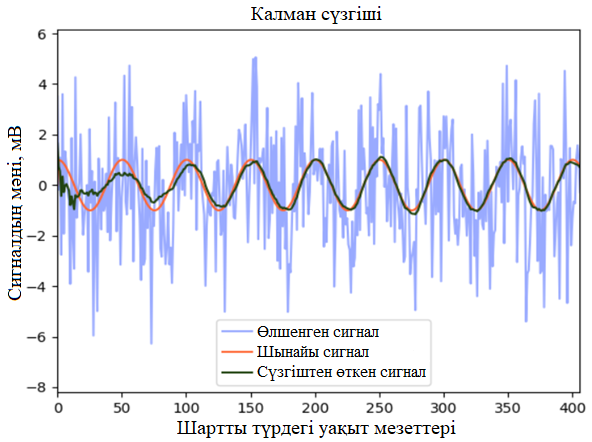 Калман сүзгіші
Сигналдың мәні, мВ
6
4
2
0
−2
−4
−6
−8
Өлшенген сигнал
Шынайы сигнал
Сүзгіштен өткен сигнал
0 50 100 150 200 250 300 350 400
Шартты түрдегі уақыт мезеттері